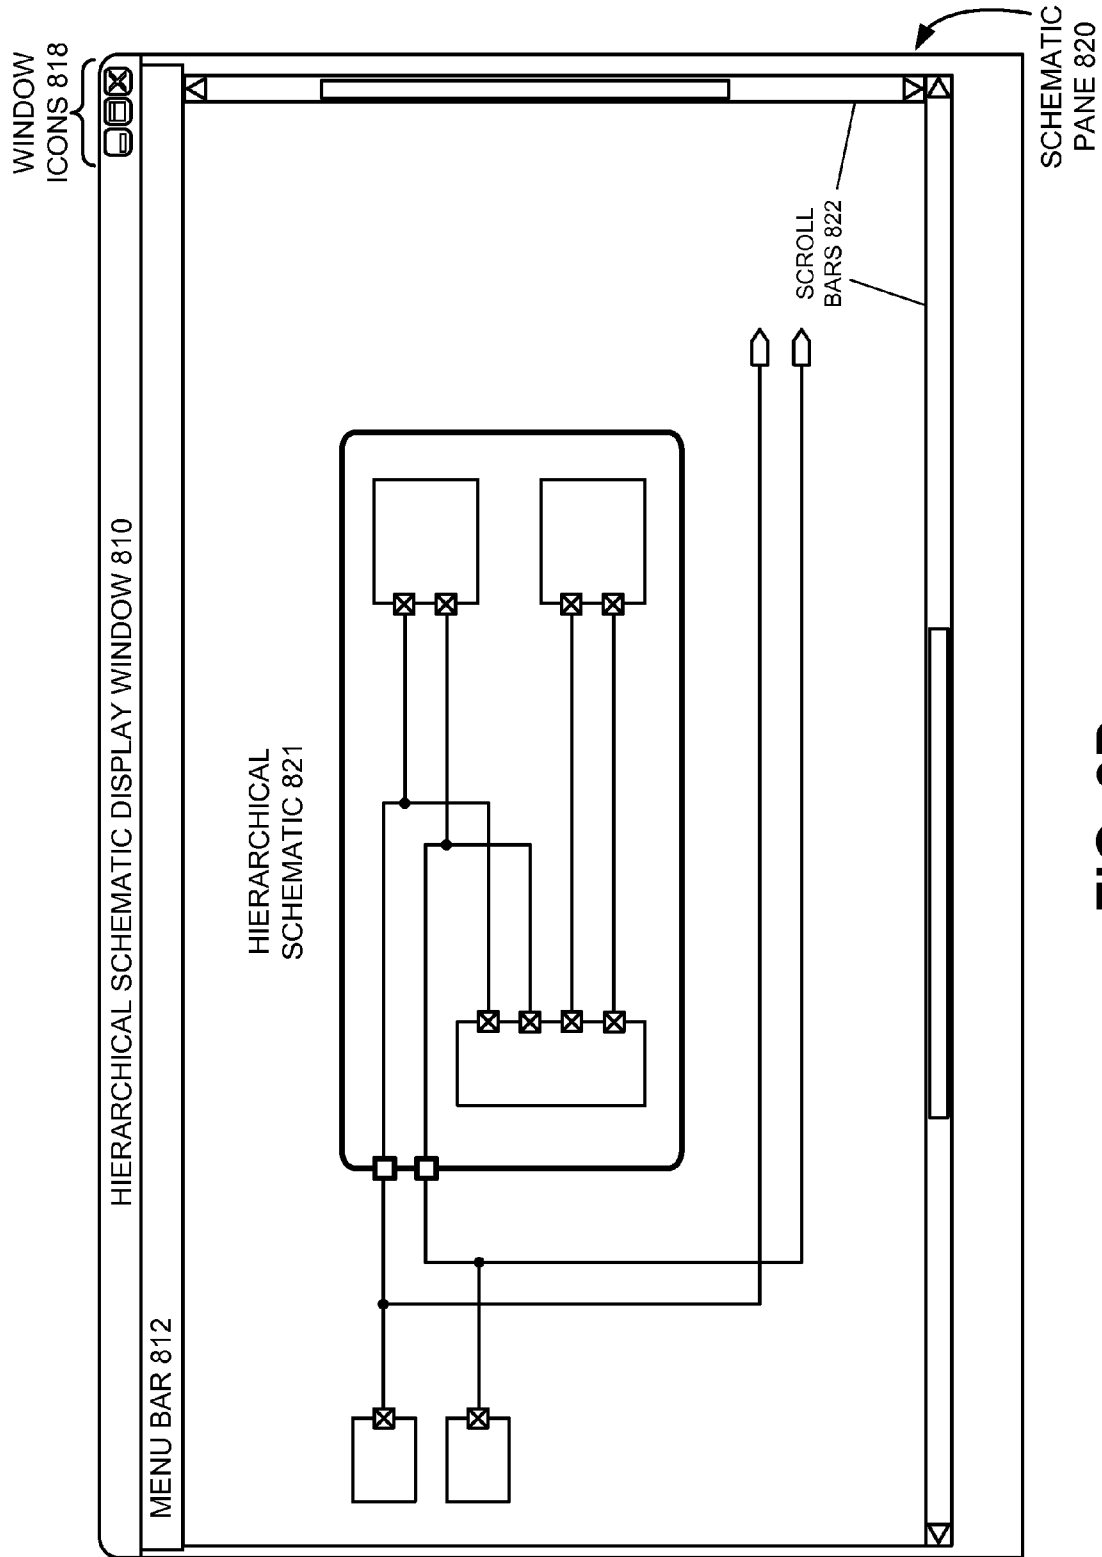 WINDOW
ICONS 818
HIERARCHICAL SCHEMATIC DISPLAY WINDOW 810
MENU BAR 812
HIERARCHICAL
SCHEMATIC 821
SCROLL
BARS 822
SCHEMATIC
PANE 820